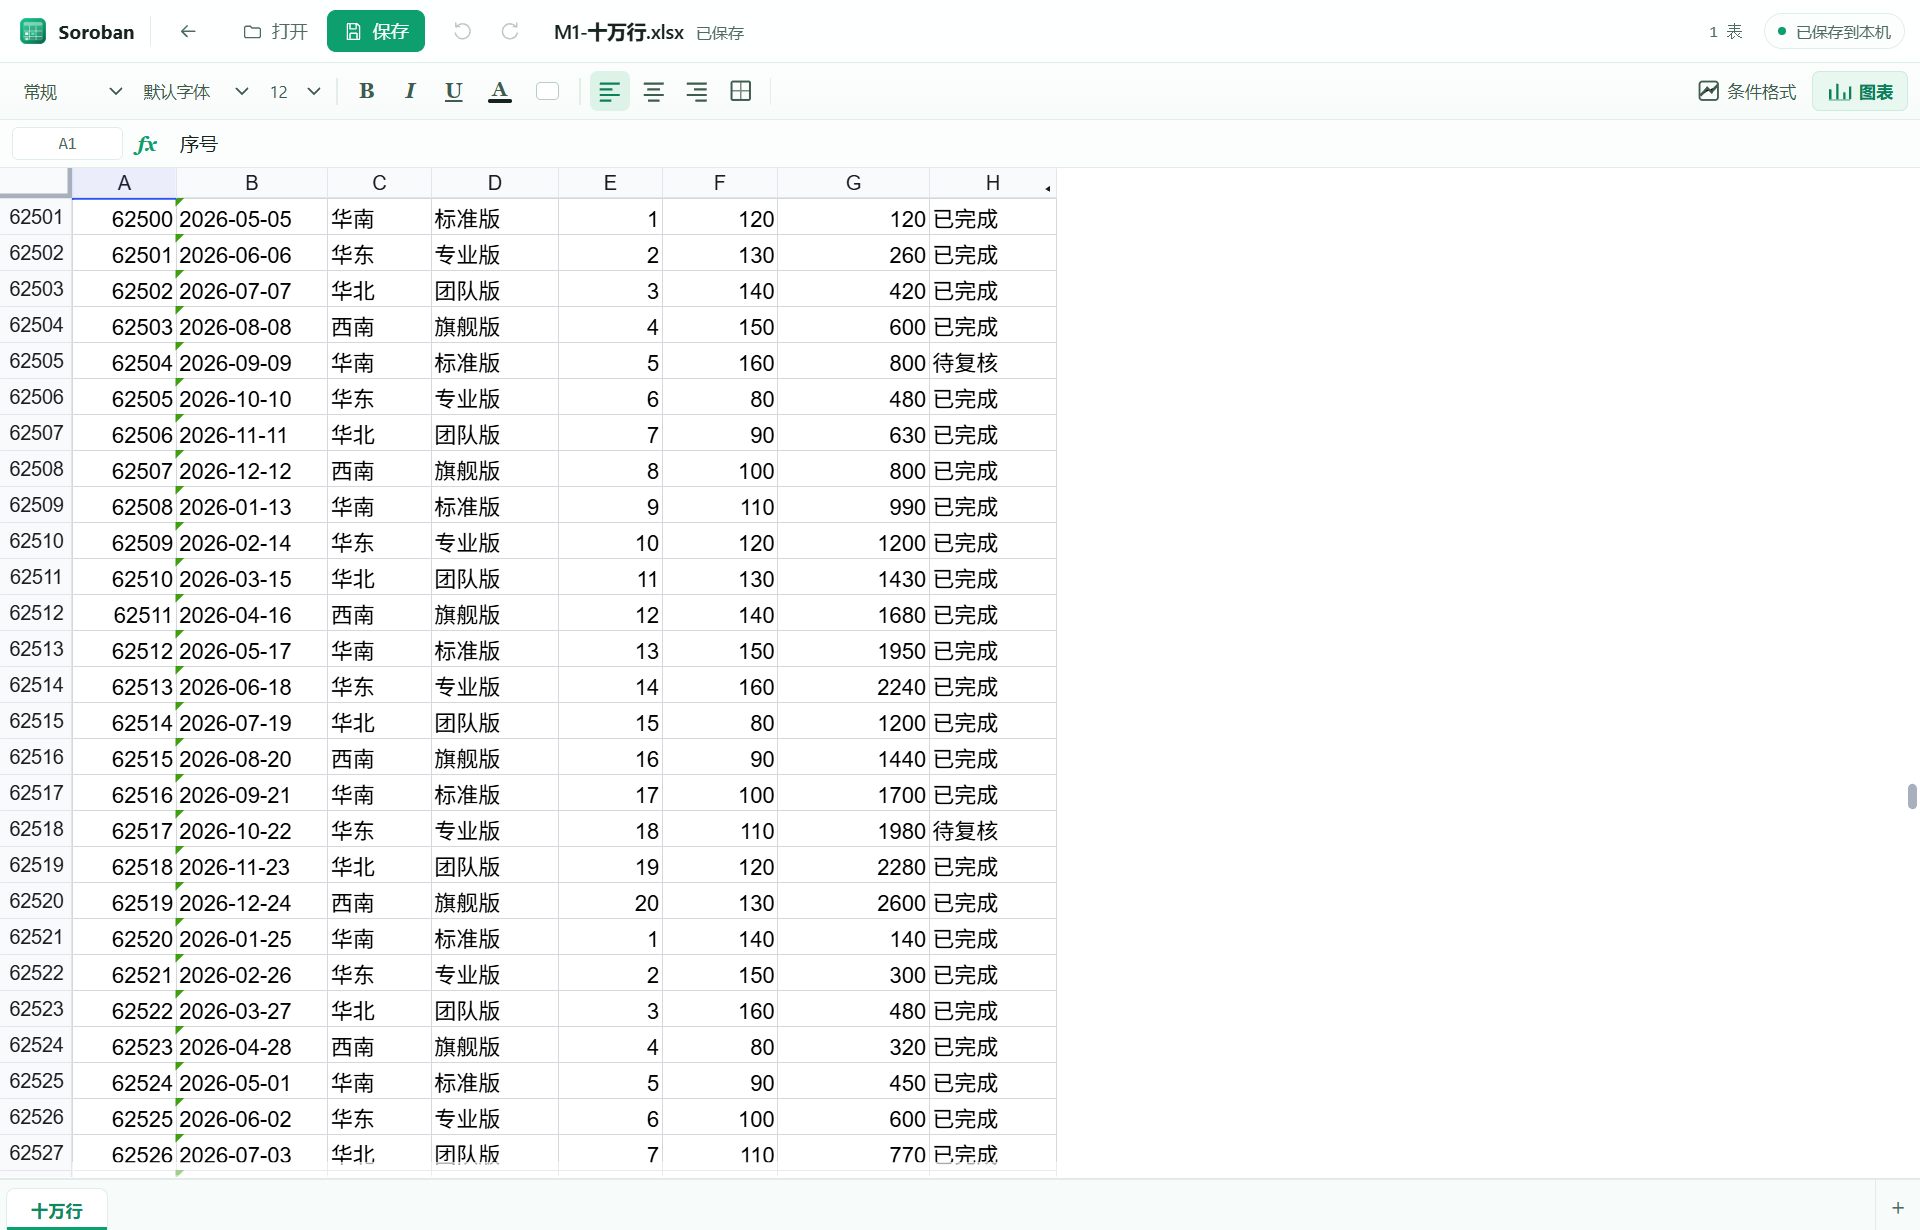 Soroban 打开 保存 M1-十万行.xlsx 已保存 1 表 已保存到本机
常规 默认字体 12 B I U A 条件格式 图表
A1 fx 序号
A B C D E F G H
62501 62500 2026-05-05 华南 标准版 1 120 120 已完成
62502 62501 2026-06-06 华东 专业版 2 130 260 已完成
62503 62502 2026-07-07 华北 团队版 3 140 420 已完成
62504 62503 2026-08-08 西南 旗舰版 4 150 600 已完成
62505 62504 2026-09-09 华南 标准版 5 160 800 待复核
62506 62505 2026-10-10 华东 专业版 6 80 480 已完成
62507 62506 2026-11-11 华北 团队版 7 90 630 已完成
62508 62507 2026-12-12 西南 旗舰版 8 100 800 已完成
62509 62508 2026-01-13 华南 标准版 9 110 990 已完成
62510 62509 2026-02-14 华东 专业版 10 120 1200 已完成
62511 62510 2026-03-15 华北 团队版 11 130 1430 已完成
62512 62511 2026-04-16 西南 旗舰版 12 140 1680 已完成
62513 62512 2026-05-17 华南 标准版 13 150 1950 已完成
62514 62513 2026-06-18 华东 专业版 14 160 2240 已完成
62515 62514 2026-07-19 华北 团队版 15 80 1200 已完成
62516 62515 2026-08-20 西南 旗舰版 16 90 1440 已完成
62517 62516 2026-09-21 华南 标准版 17 100 1700 已完成
62518 62517 2026-10-22 华东 专业版 18 110 1980 待复核
62519 62518 2026-11-23 华北 团队版 19 120 2280 已完成
62520 62519 2026-12-24 西南 旗舰版 20 130 2600 已完成
62521 62520 2026-01-25 华南 标准版 1 140 140 已完成
62522 62521 2026-02-26 华东 专业版 2 150 300 已完成
62523 62522 2026-03-27 华北 团队版 3 160 480 已完成
62524 62523 2026-04-28 西南 旗舰版 4 80 320 已完成
62525 62524 2026-05-01 华南 标准版 5 90 450 已完成
62526 62525 2026-06-02 华东 专业版 6 100 600 已完成
62527 62526 2026-07-03 华北 团队版 7 110 770 已完成
十万行 +